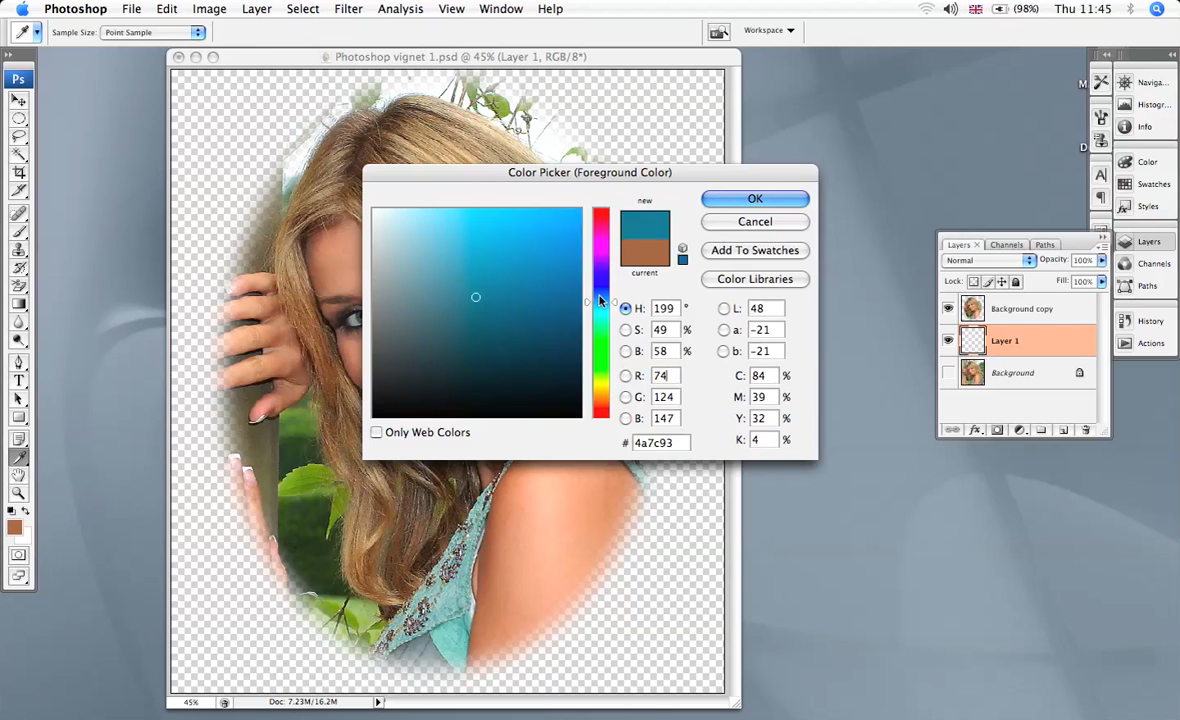 Photoshop File Edit Image Layer Select Filter Analysis View Window Help (98%) Thu 11:45
Sample Size: Point Sample Workspace
Photoshop vignet 1.psd @ 45% (Layer 1, RGB/8*)
Ps
T
45% Doc: 7.23M/16.2M
Color Picker (Foreground Color)
new
current
OK
Cancel
Add To Swatches
Color Libraries
H: 199 ° L: 48
S: 49 % a: -21
B: 58 % b: -21
R: 74 C: 84 %
G: 124 M: 39 %
B: 147 Y: 32 %
# 4a7c93 K: 4 %
Only Web Colors
M
D
Naviga...
Histogr...
Info
Color
Swatches
Styles
Layers
Channels
Paths
History
Actions
Layers x Channels Paths
Normal Opacity: 100%
Lock: Fill: 100%
Background copy
Layer 1
Background
fx